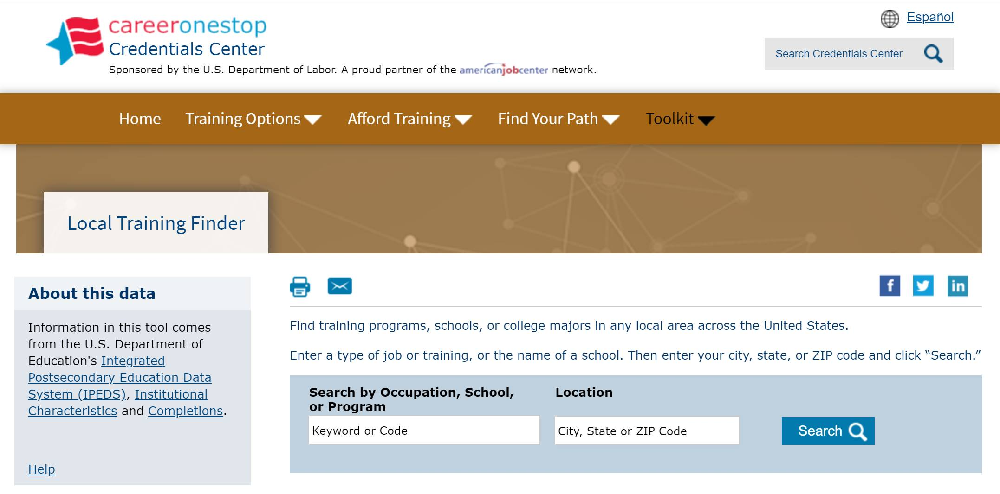 careeronestop
Credentials Center
Sponsored by the U.S. Department of Labor. A proud partner of the americanjobcenter network.
Español
Search Credentials Center
Home Training Options Afford Training Find Your Path Toolkit
Local Training Finder
About this data
Information in this tool comes
from the U.S. Department of
Education's Integrated
Postsecondary Education Data
System (IPEDS), Institutional
Characteristics and Completions.
Help
f in
Find training programs, schools, or college majors in any local area across the United States.
Enter a type of job or training, or the name of a school. Then enter your city, state, or ZIP code and click “Search.”
Search by Occupation, School,
or Program
Keyword or Code
Location
City, State or ZIP Code
Search